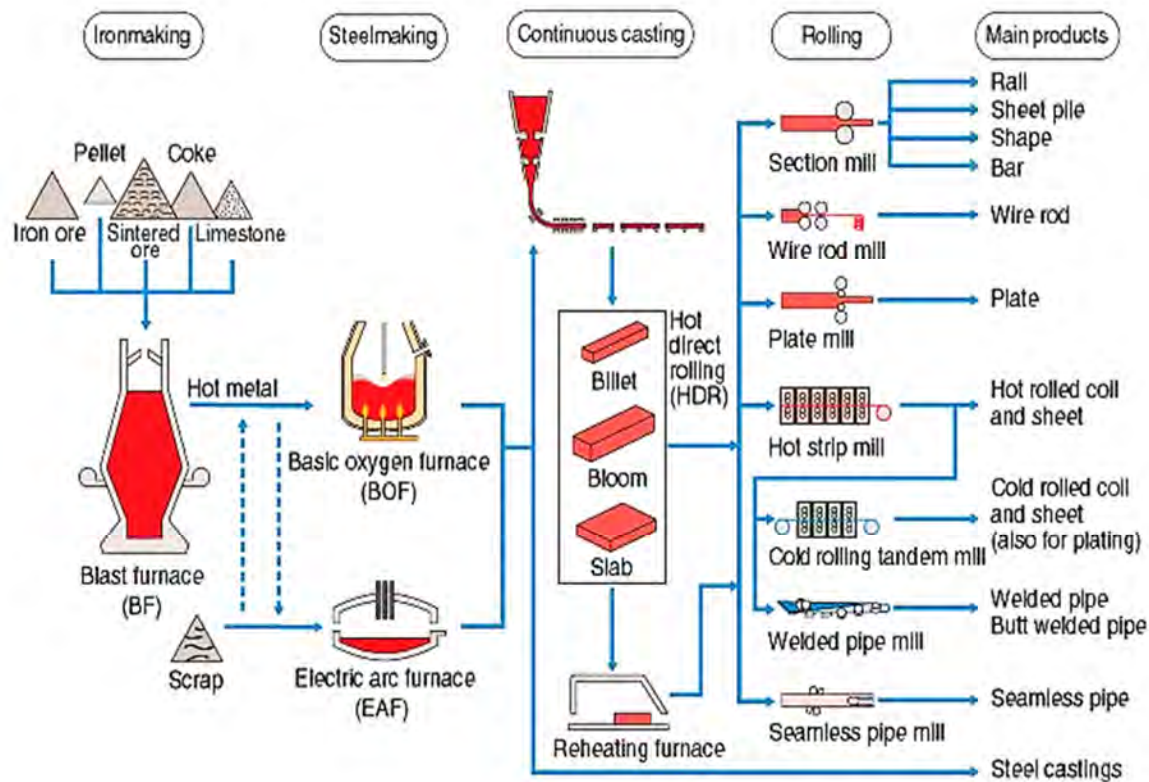 Ironmaking
Steelmaking
Continuous casting
Rolling
Main products
Pellet
Coke
Iron ore
Sintered
ore
Limestone
Hot metal
Blast furnace
(BF)
Scrap
Basic oxygen furnace
(BOF)
Electric arc furnace
(EAF)
Billet
Bloom
Slab
Hot
direct
rolling
(HDR)
Reheating furnace
Section mill
Wire rod mill
Plate mill
Hot strip mill
Cold rolling tandem mill
Welded pipe mill
Seamless pipe mill
Rail
Sheet pile
Shape
Bar
Wire rod
Plate
Hot rolled coil
and sheet
Cold rolled coil
and sheet
(also for plating)
Welded pipe
Butt welded pipe
Seamless pipe
Steel castings